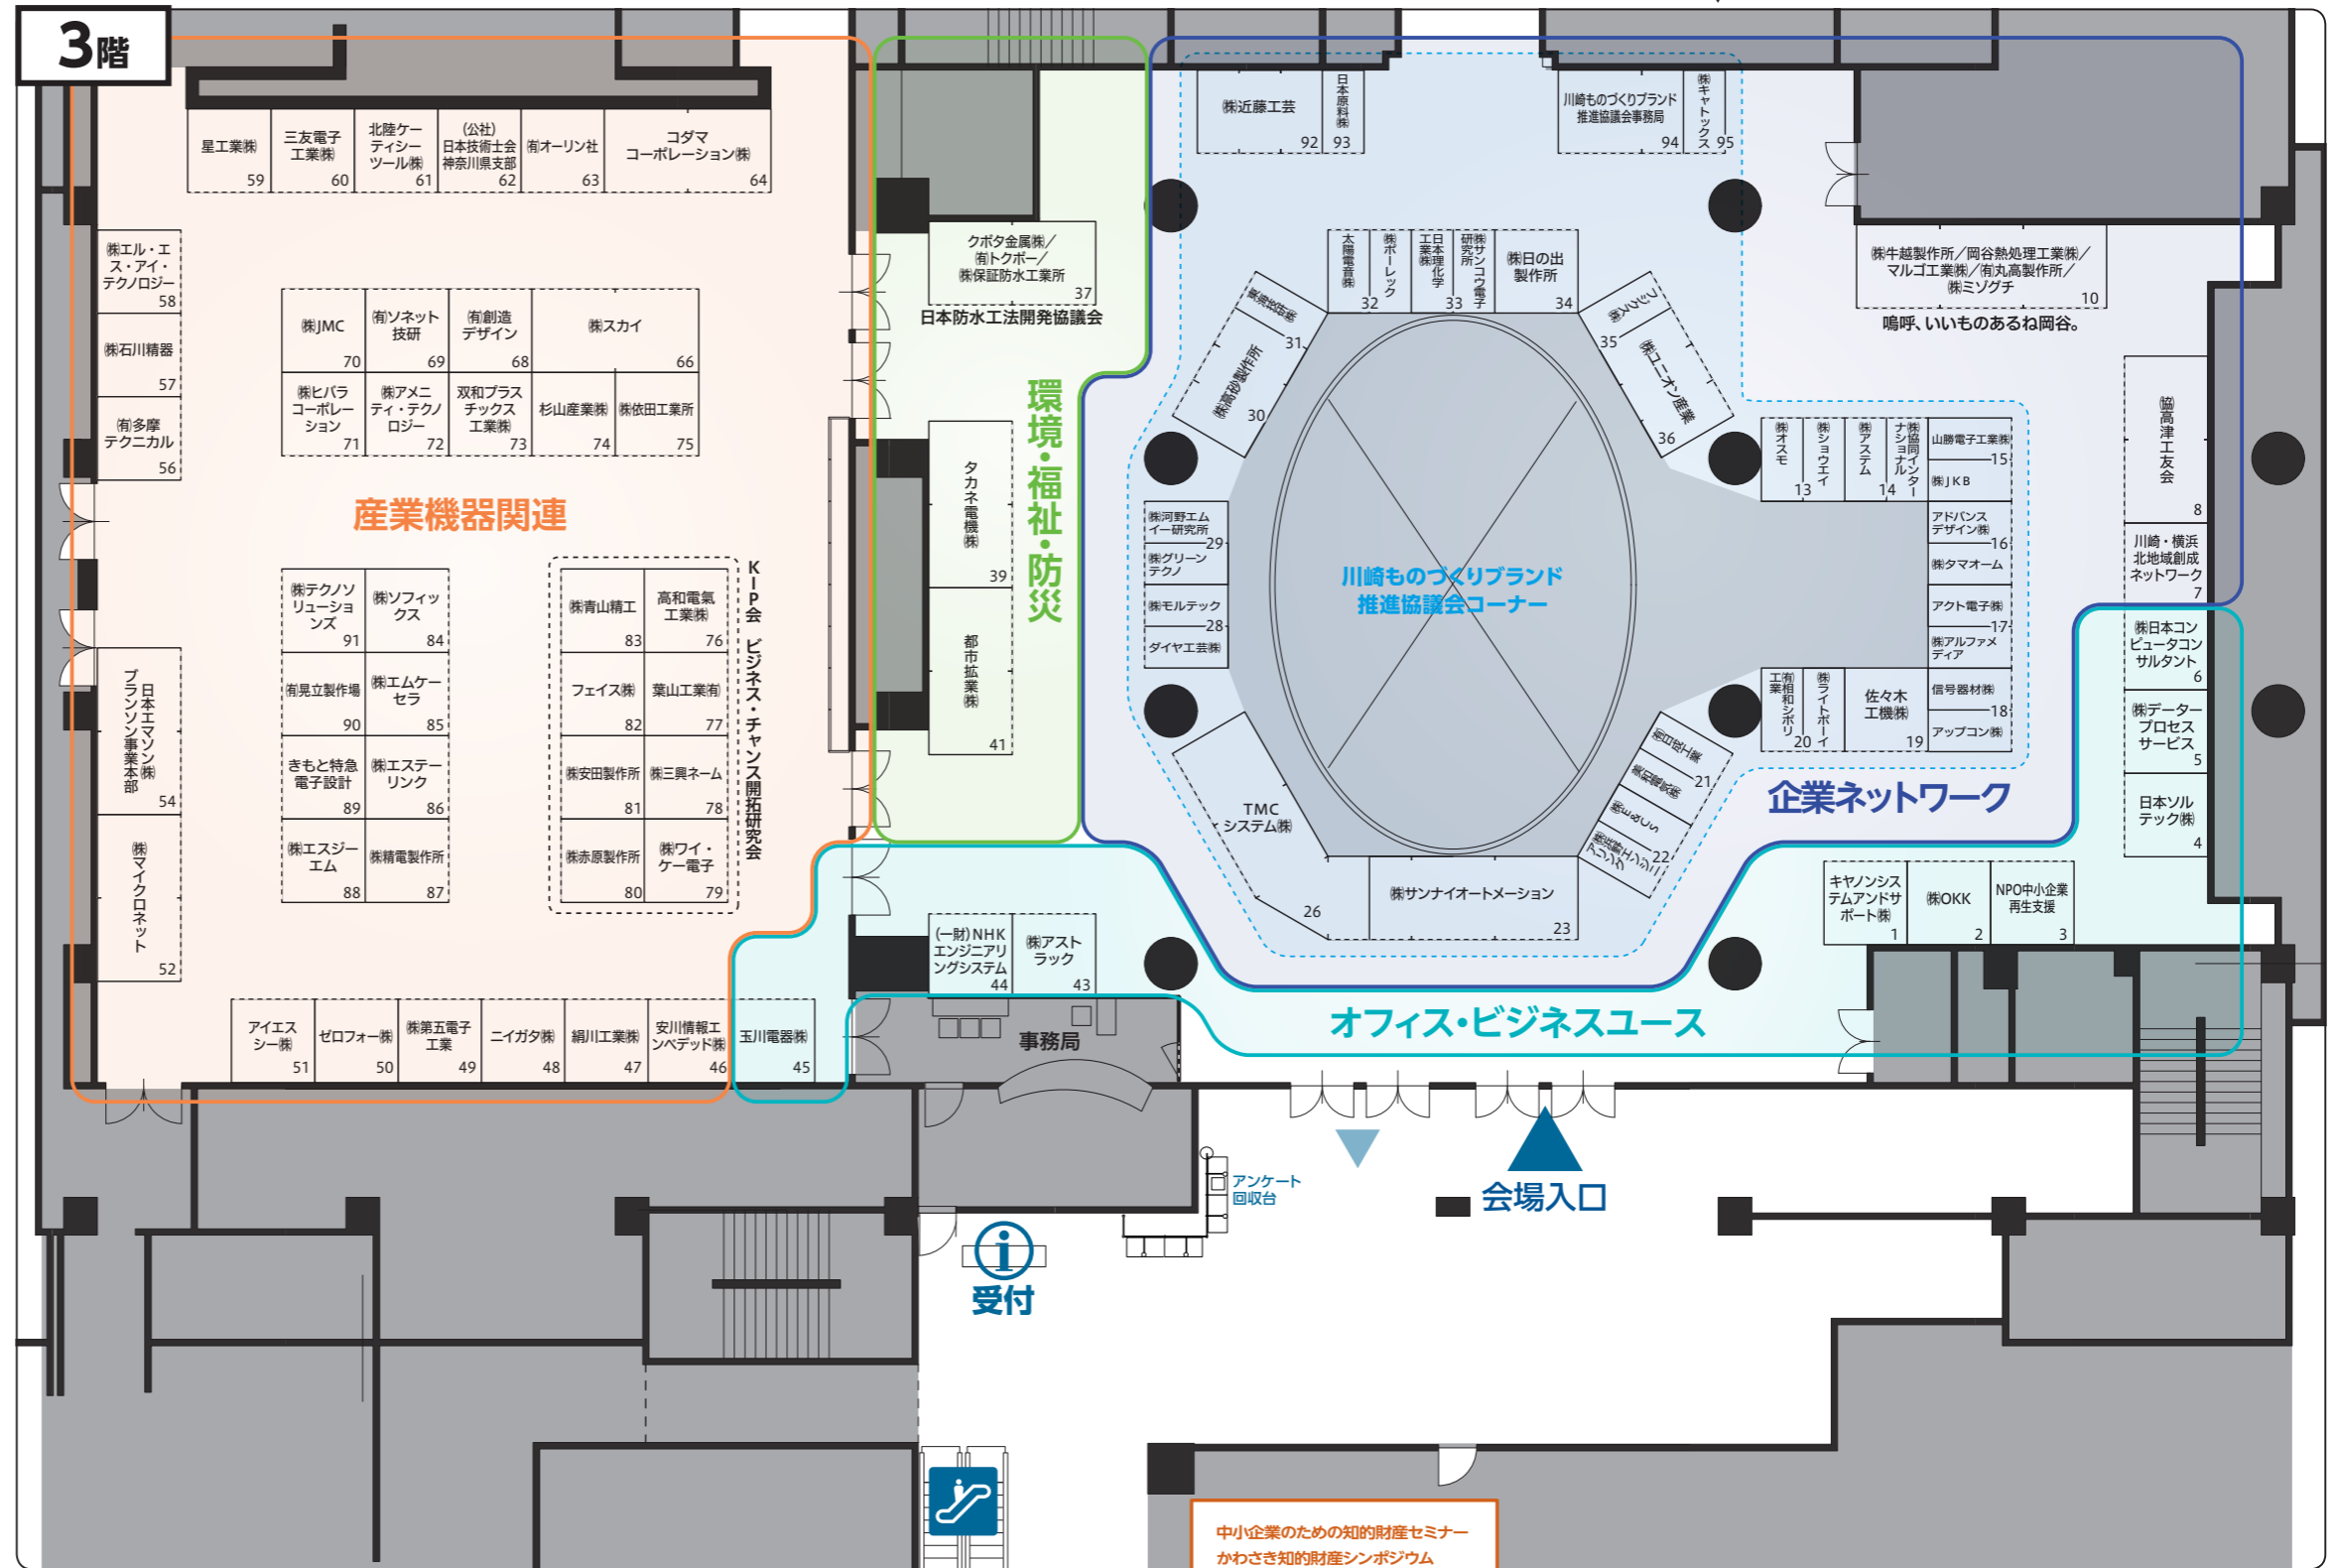 3階
星工業㈱
59
三友電子
工業㈱
60
北陸ケー
ティシー
ツール㈱
61
(公社)
日本技術士会
神奈川県支部
62
㈲オーリン社
63
コダマ
コーポレーション㈱
64
㈱エル・エ
ス・アイ・
テクノロジー
58
㈱石川精器
57
㈲多摩
テクニカル
56
㈱JMC
70
㈲ソネット
技研
69
㈲創造
デザイン
68
㈱スカイ
66
㈱ヒバラ
コーポレー
ション
71
㈱アメニ
ティ・テクノ
ロジー
72
双和プラス
チックス
工業㈱
73
杉山産業㈱
74
㈱依田工業所
75
産業機器関連
㈱テクノソ
リューショ
ンズ
91
㈱ソフィッ
クス
84
㈲晃立製作場
90
㈱エムケー
セラ
85
きもと特急
電子設計
89
㈱エステー
リンク
86
㈱エスジー
エム
88
㈱精電製作所
87
㈱青山精工
83
高和電氣
工業㈱
76
フェイス㈱
82
葉山工業㈲
77
㈱安田製作所
81
㈱三興ネーム
78
㈱赤原製作所
80
㈱ワイ・
ケー電子
79
KIP会 ビジネス・チャンス開拓研究会
日本エマソン㈱
ブランソン事業本部
54
㈱マイクロネット
52
アイエス
シー㈱
51
ゼロフォー㈱
50
㈱第五電子
工業
49
ニイガタ㈱
48
絹川工業㈱
47
安川情報エ
ンベデッド㈱
46
玉川電器㈱
45
クボタ金属㈱/
㈲トクポー/
㈱保証防水工業所
37
日本防水工法開発協議会
環境・福祉・防災
タカネ電機㈱
39
都市拡業㈱
41
(一財)NHK
エンジニアリ
ングシステム
44
㈱アスト
ラック
43
事務局
㈱近藤工芸
92
日本原料㈱
93
川崎ものづくりブランド
推進協議会事務局
94
㈱キャトックス
95
太陽電音㈱
㈱ポーレック
32
日本理化学
工業㈱
㈱サンコウ電子
研究所
33
㈱日の出
製作所
34
東海技研㈱
31
㈱高砂製作所
30
フジクス㈱
35
㈱ユニオン産業
36
㈱河野エム
イー研究所
29
㈱グリーン
テクノ
㈱モルテック
28
ダイヤ工芸㈱
川崎ものづくりブランド
推進協議会コーナー
TMC
システム㈱
26
㈱サンナイオートメーション
23
㈲日成工業
21
美和電気㈱
㈱E&CS
22
㈱浜野エンジニ
アリング
㈱オスモ
㈱ショウエイ
13
㈱アステム
㈱協同インター
ナショナル
14
山勝電子工業㈱
15
㈱JKB
アドバンス
デザイン㈱
16
㈱タマオーム
アクト電子㈱
17
㈱アルファメ
ディア
信号器材㈱
18
アップコン㈱
㈲相和シボリ
工業
㈱ライトボーイ
20
佐々木
工機㈱
19
企業ネットワーク
㈱牛越製作所/岡谷熱処理工業㈱/
マルゴ工業㈱/㈲丸高製作所/
㈱ミゾグチ
10
嗚呼、いいものあるね岡谷。
㈿高津工友会
8
川崎・横浜
北地域創成
ネットワーク
7
㈱日本コン
ピュータコン
サルタント
6
㈱データー
プロセス
サービス
5
日本ソル
テック㈱
4
キヤノンシス
テムアンドサ
ポート㈱
1
㈱OKK
2
NPO中小企業
再生支援
3
オフィス・ビジネスユース
会場入口
アンケート
回収台
受付
中小企業のための知的財産セミナー
かわさき知的財産シンポジウム